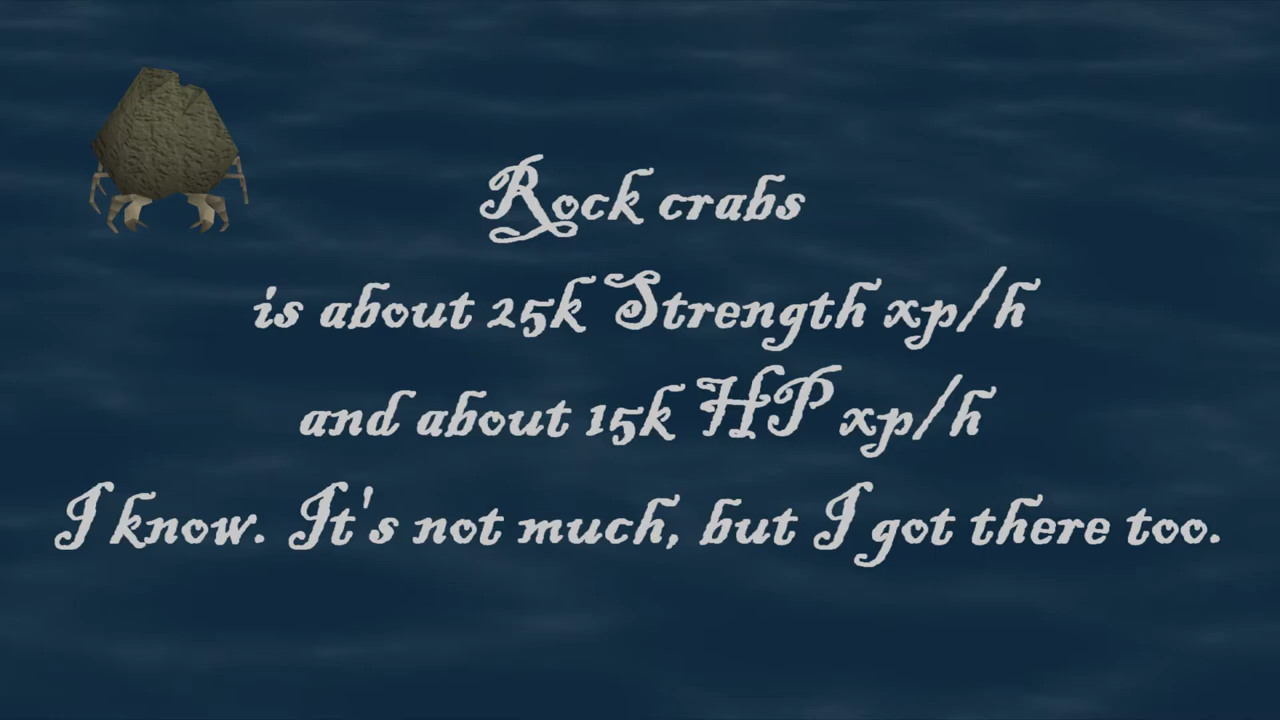 Rock crabs
is about 25k Strength xp/h
and about 15k HP xp/h
I know. It's not much, but I got there too.